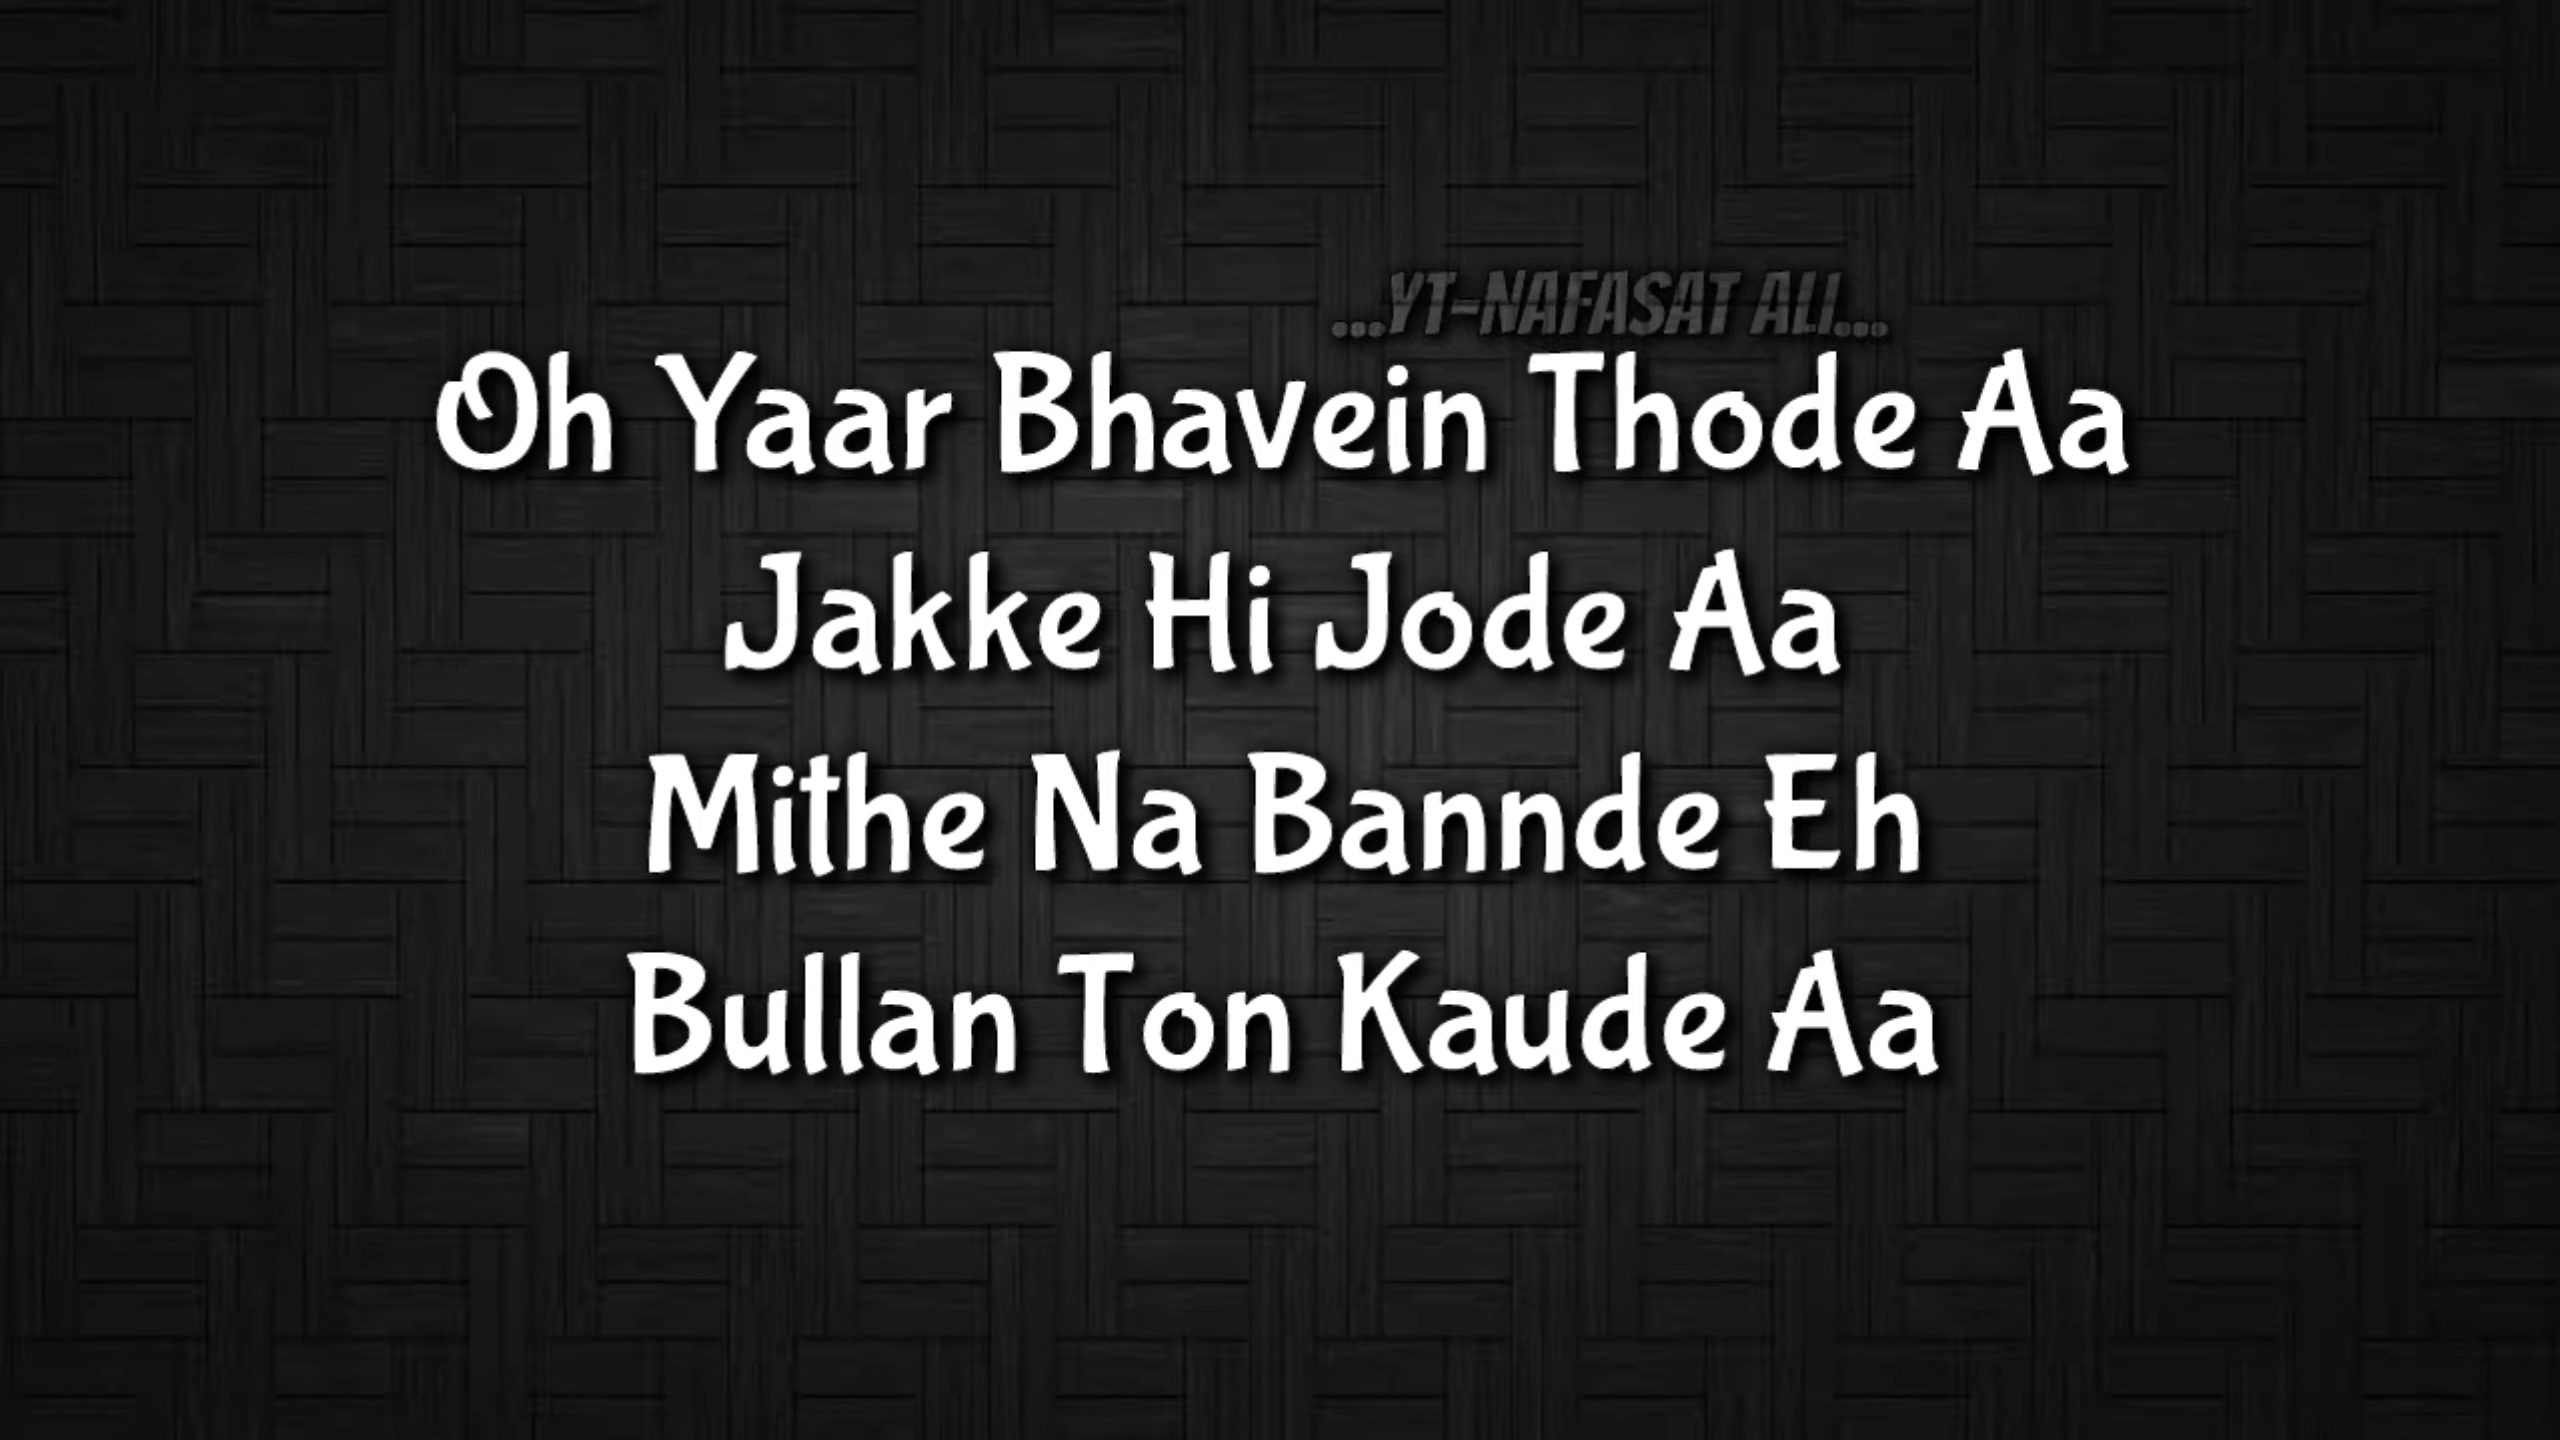 ...YT-NAFASAT ALI...
Oh Yaar Bhavein Thode Aa
Jakke Hi Jode Aa
Mithe Na Bannde Eh
Bullan Ton Kaude Aa